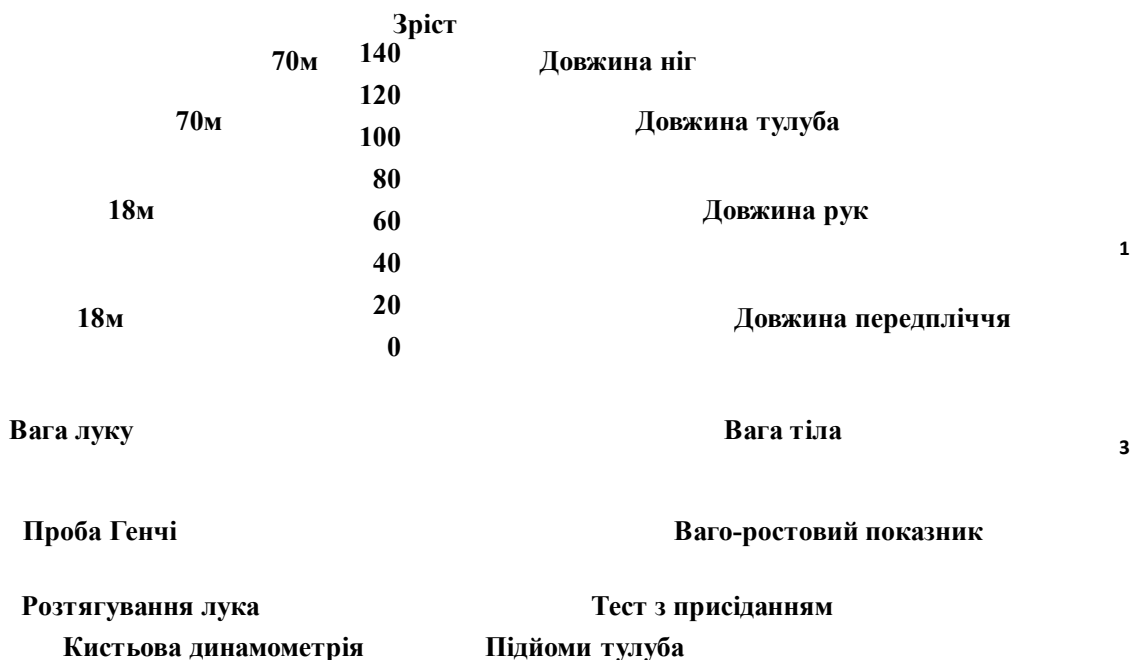 Зріст
70м 140 Довжина ніг
120
70м Довжина тулуба
100
80
18м 60 Довжина рук
1
40
20
18м Довжина передпліччя
0
Вага луку Вага тіла
3
Проба Генчі Ваго-ростовий показник
Розтягування лука Тест з присіданням
Кистьова динамометрія Підйоми тулуба